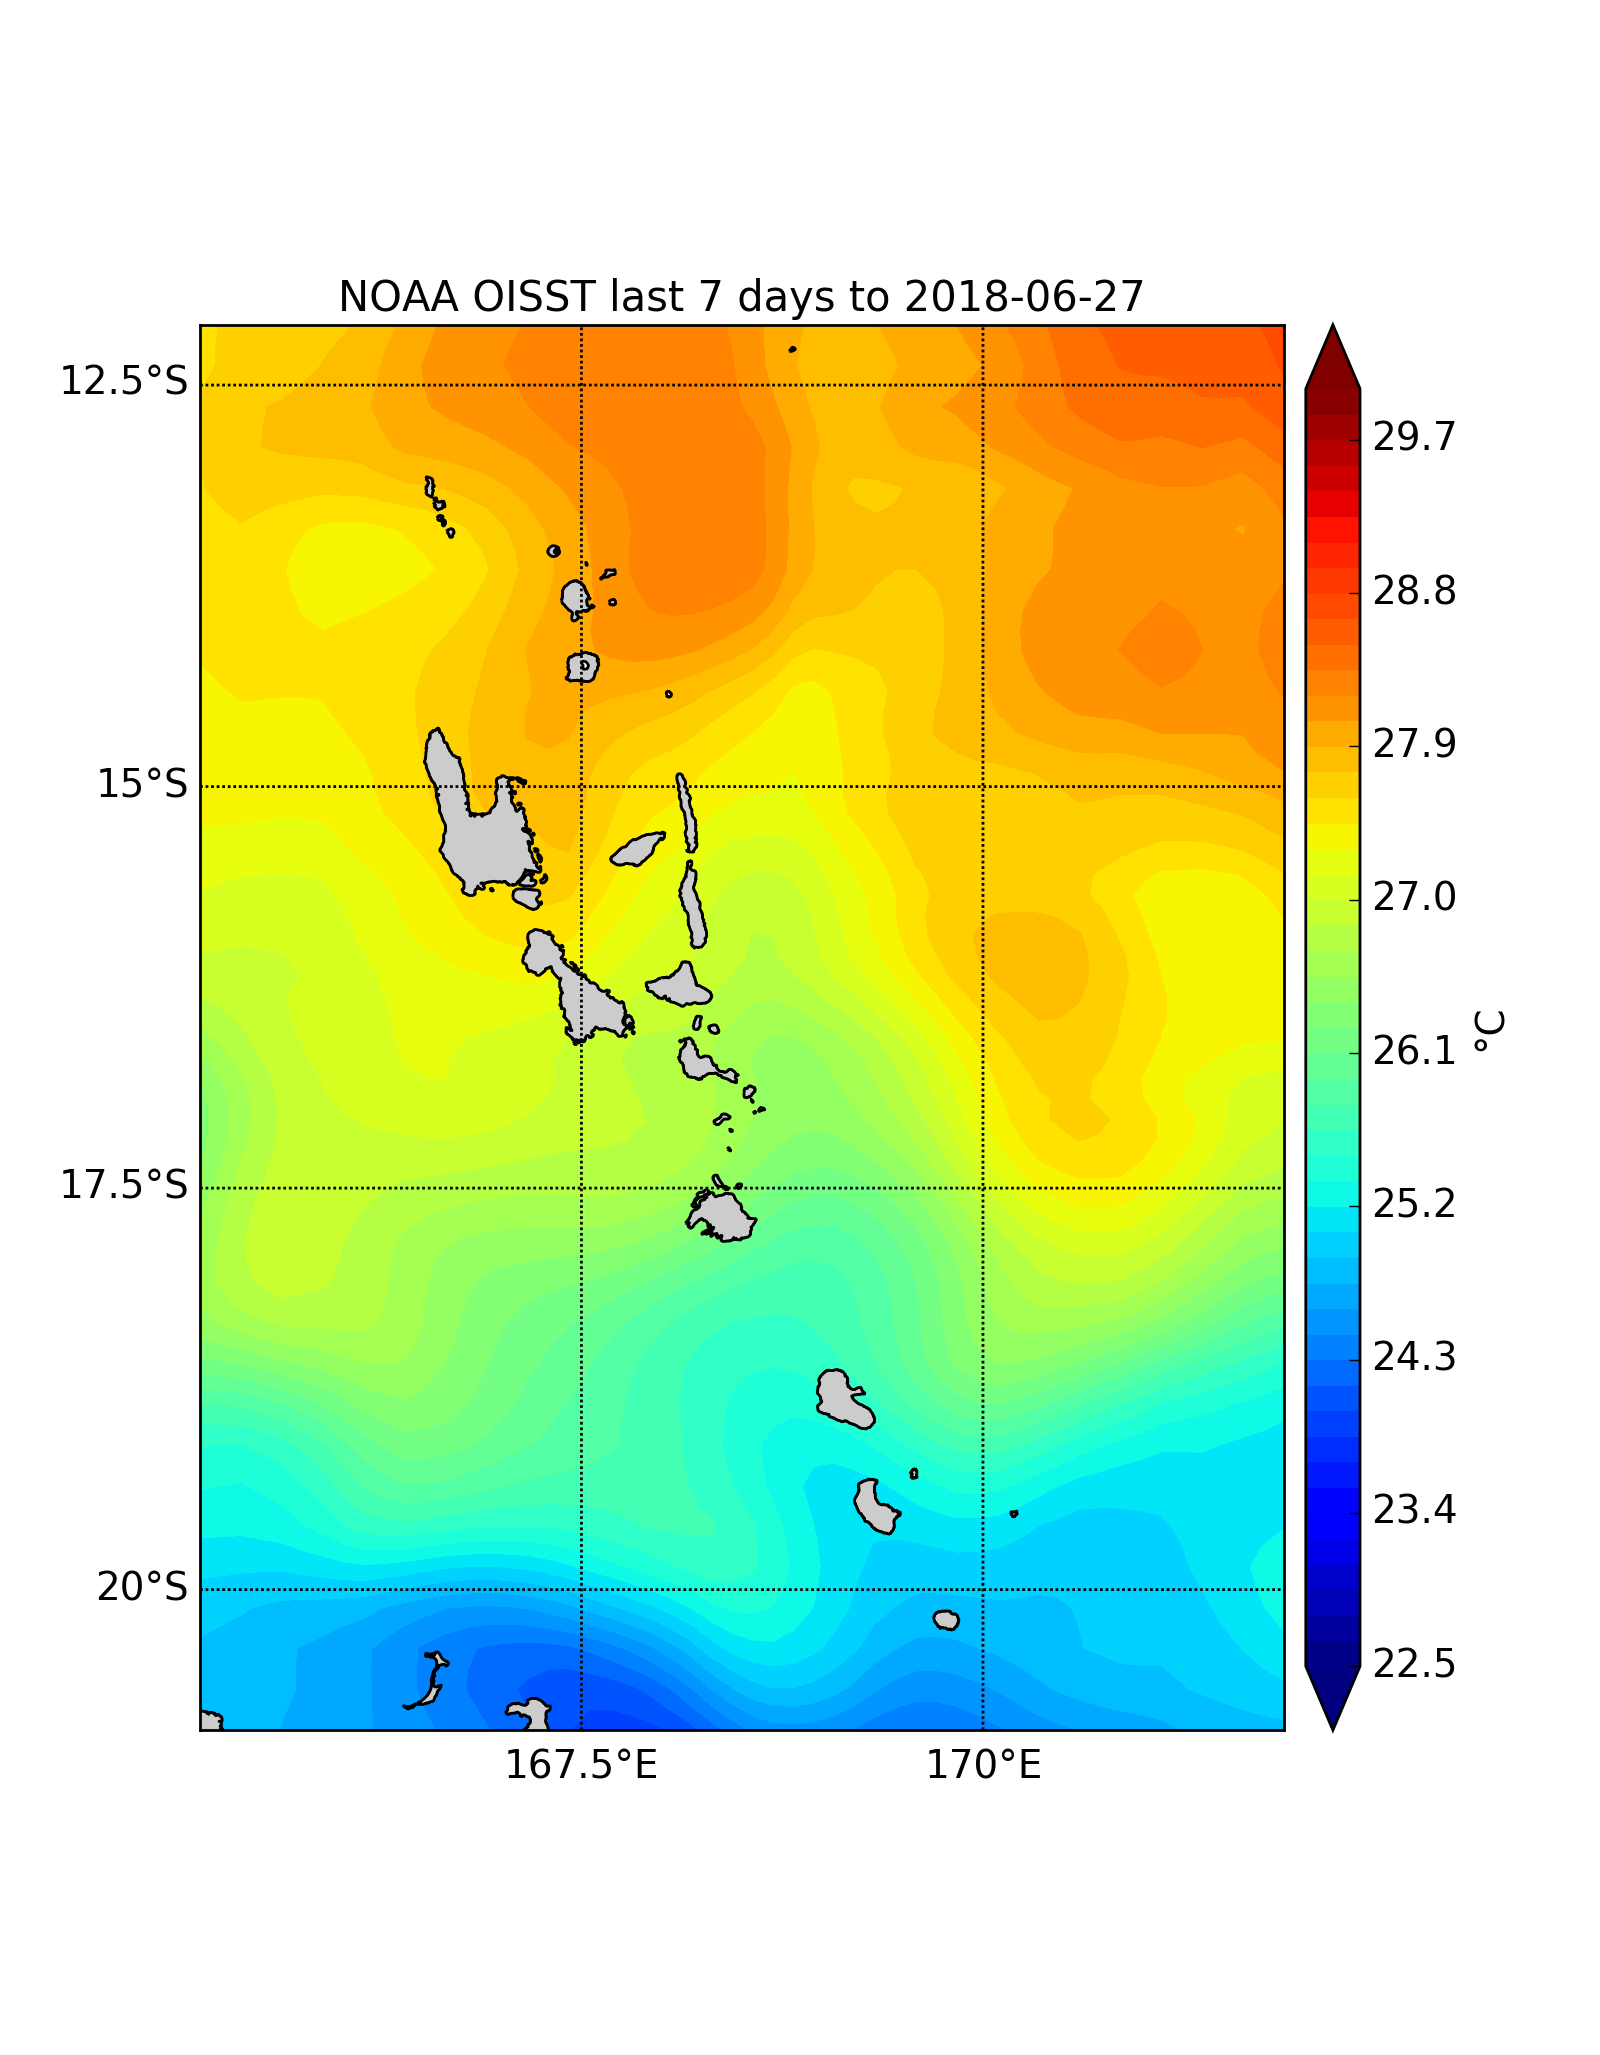 NOAA OISST last 7 days to 2018-06-27
12.5°S
15°S
17.5°S
20°S
167.5°E
170°E
29.7
28.8
27.9
27.0
26.1
25.2
24.3
23.4
22.5
°C